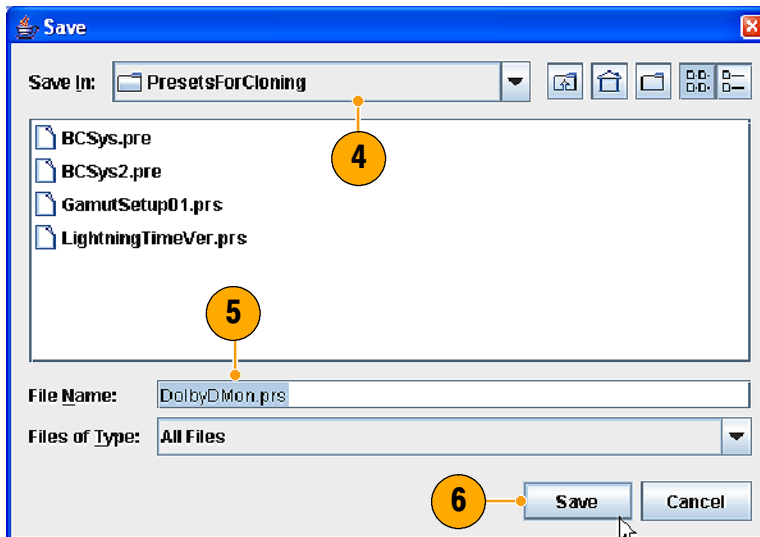 Save
Save In: PresetsForCloning
4
BCSys.pre
BCSys2.pre
GamutSetup01.prs
LightningTimeVer.prs
5
File Name: DolbyDMon.prs
Files of Type: All Files
6 Save Cancel